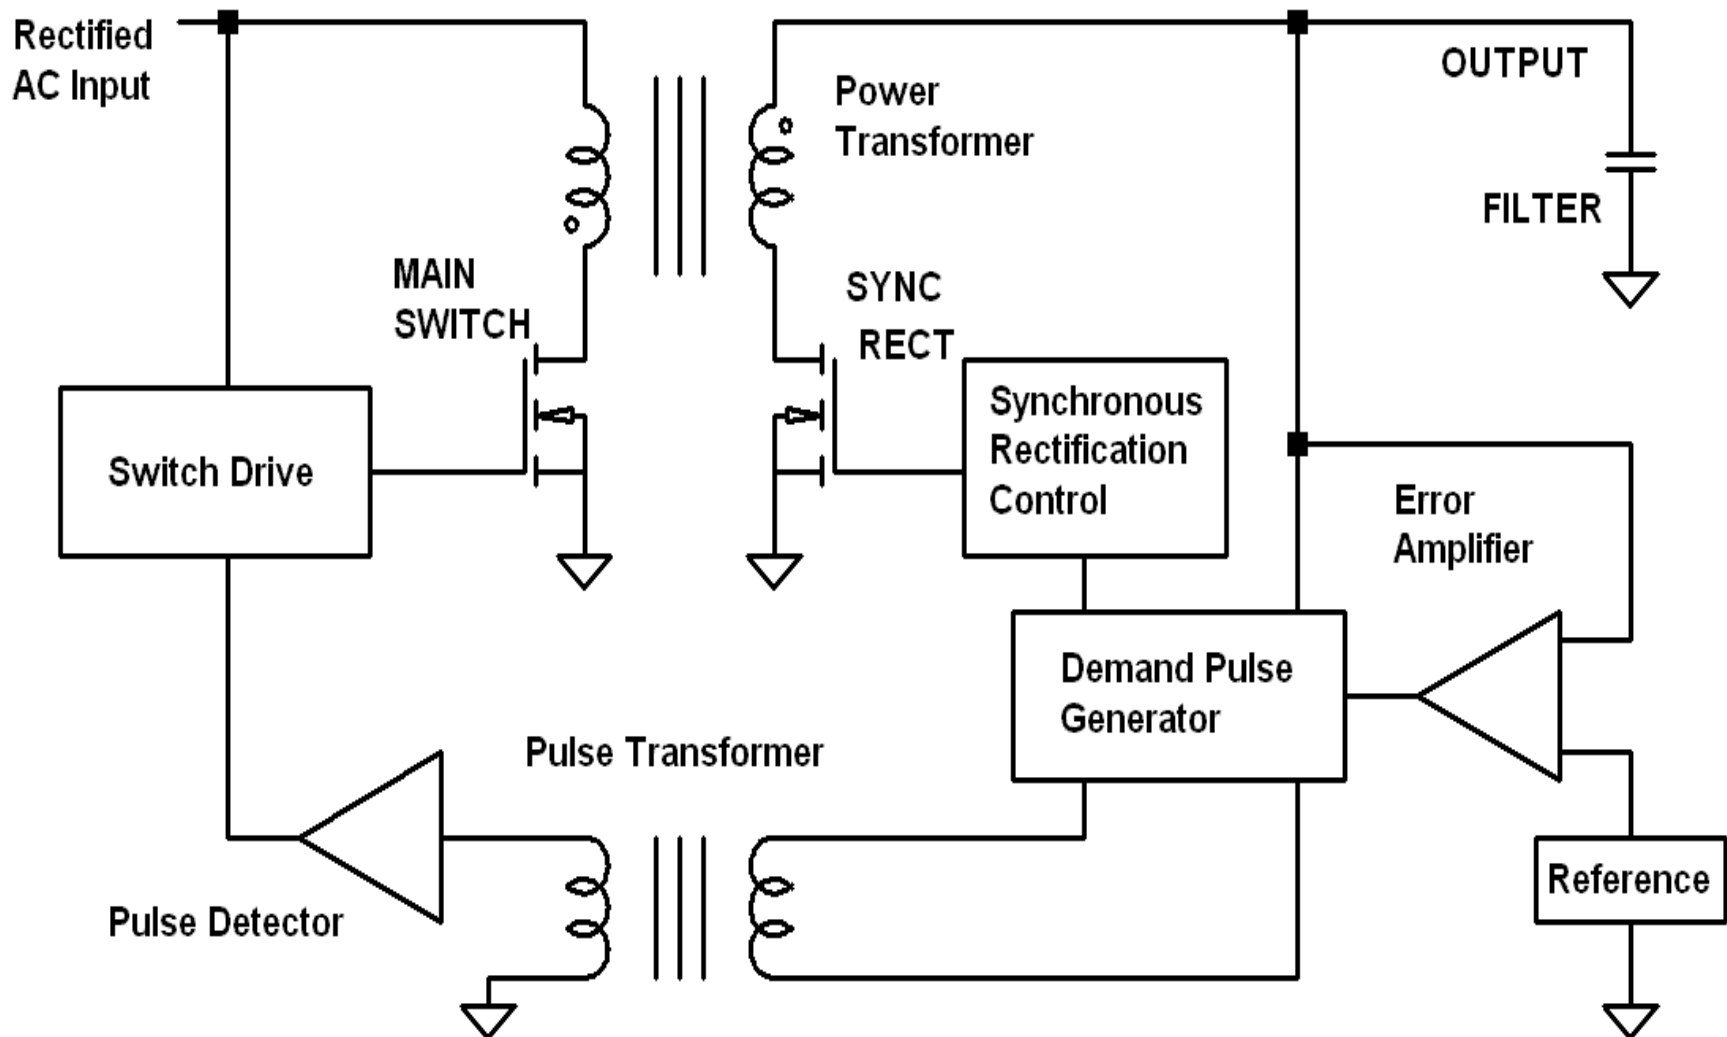 Rectified
AC Input
OUTPUT
Power
Transformer
FILTER
MAIN
SWITCH
SYNC
RECT
Synchronous
Rectification
Control
Switch Drive
Error
Amplifier
Demand Pulse
Generator
Pulse Transformer
Reference
Pulse Detector